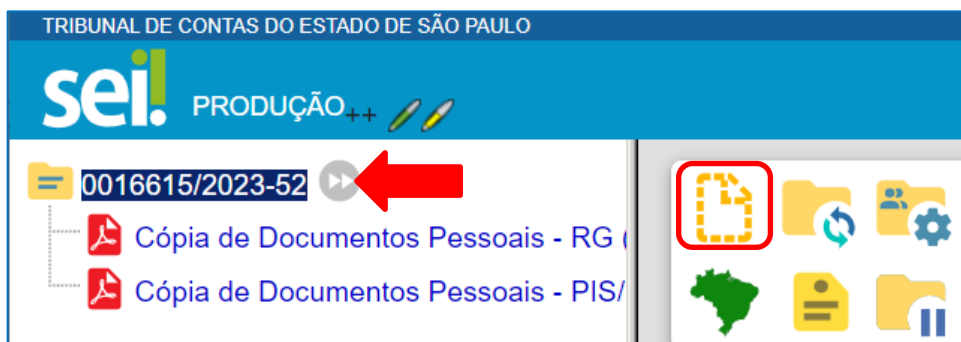 TRIBUNAL DE CONTAS DO ESTADO DE SÃO PAULO
sei! PRODUÇÃO++
0016615/2023-52
Cópia de Documentos Pessoais - RG (
Cópia de Documentos Pessoais - PIS/